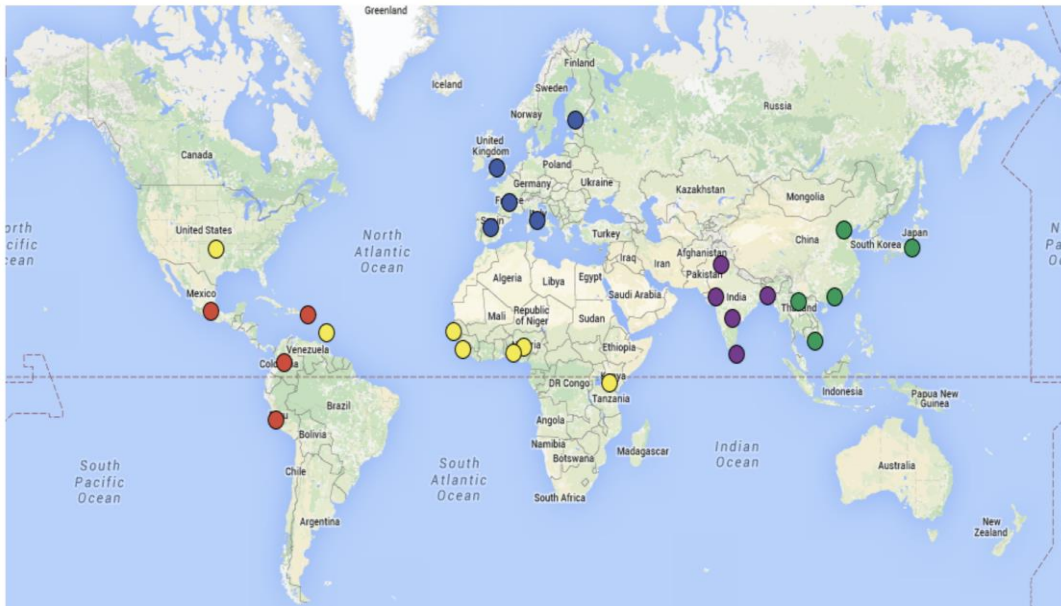 Greenland
Iceland
Finland
Sweden
Norway
Russia
Canada
United
Kingdom
Poland
Germany
Ukraine
Kazakhstan
Mongolia
United States
Spain
Turkey
China
Japan
South Korea
North
Atlantic
Ocean
Afghanistan
Iraq
Iran
Pakistan
Algeria
Libya
Egypt
Saudi Arabia
India
Mexico
Mali
Republic
of Niger
Sudan
Ethiopia
Venezuela
DR Congo
Tanzania
Indonesia
Papua New
Guinea
Brazil
Bolivia
Angola
Namibia
Botswana
Madagascar
Indian
Ocean
South
Pacific
Ocean
South
Atlantic
Ocean
Chile
Australia
South Africa
Argentina
New
Zealand